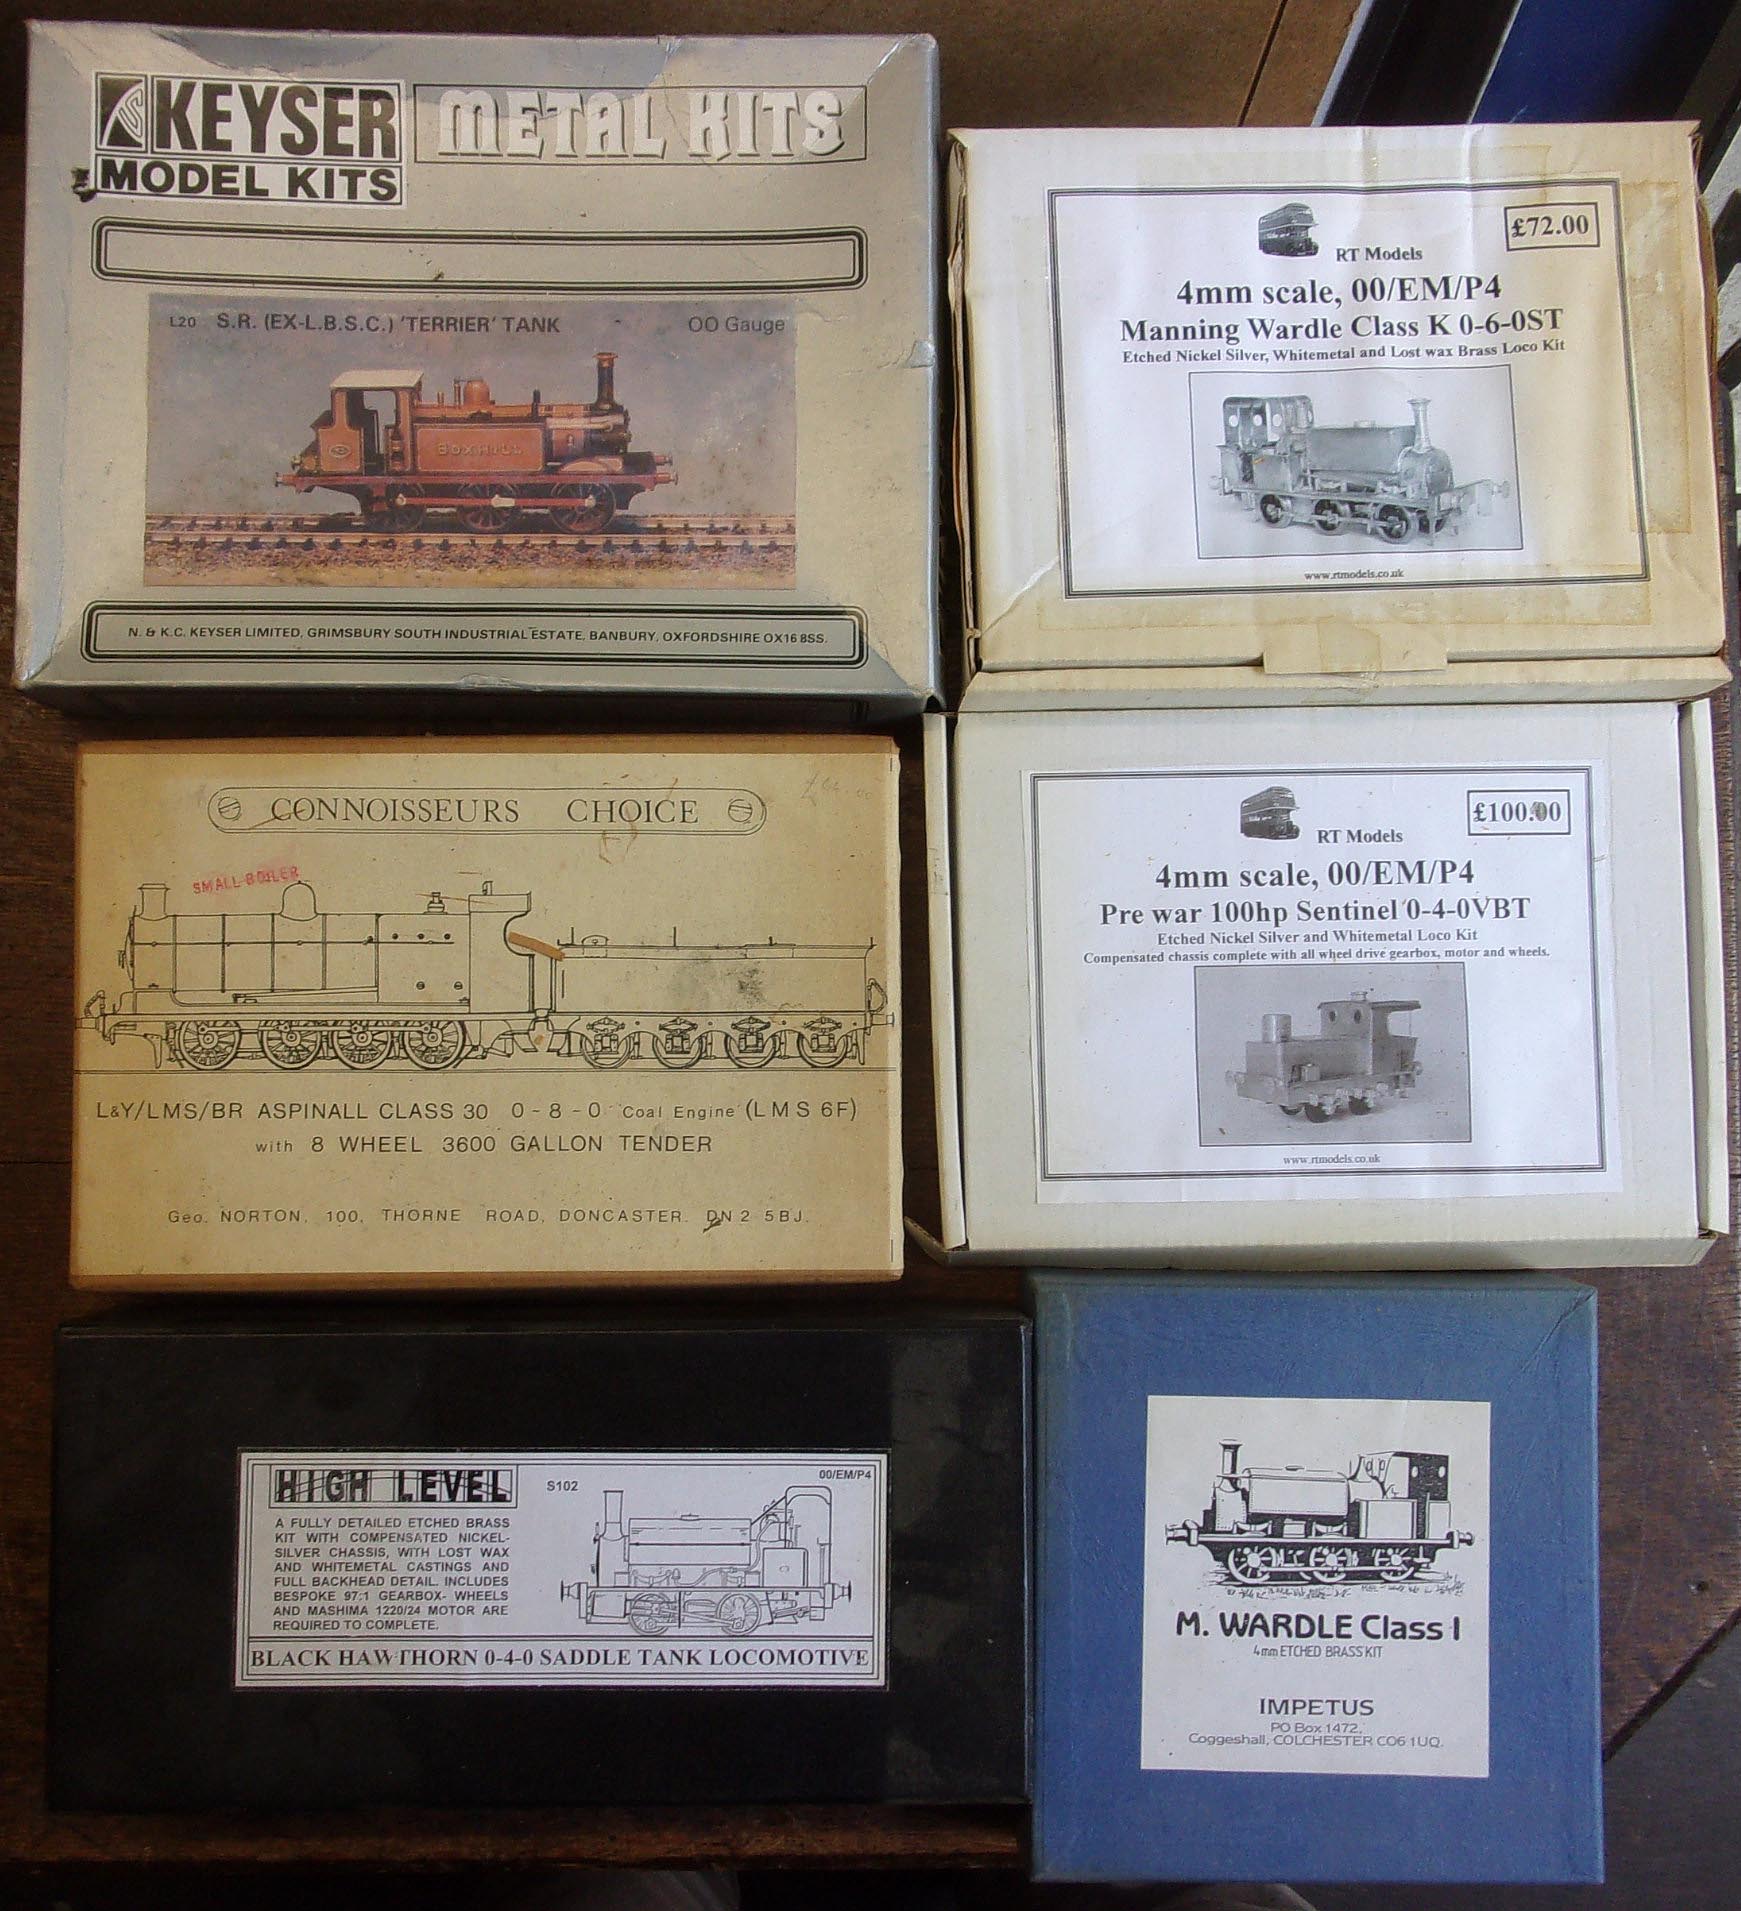 KEYSER
MODEL KITS
METAL KITS
L20 S.R. (EX-L.B.S.C.) 'TERRIER' TANK OO Gauge
BOXHILL
N. & K.C. KEYSER LIMITED, GRIMSBURY SOUTH INDUSTRIAL ESTATE, BANBURY, OXFORDSHIRE OX16 8SS.
£72.00
RT Models
4mm scale, 00/EM/P4
Manning Wardle Class K 0-6-0ST
Etched Nickel Silver, Whitemetal and Lost wax Brass Loco Kit
www.rtmodels.co.uk
CONNOISSEURS CHOICE
SMALL BOILER
L&Y/LMS/BR ASPINALL CLASS 30 0-8-0 Coal Engine (LMS 6F)
with 8 WHEEL 3600 GALLON TENDER
Geo. NORTON, 100, THORNE ROAD, DONCASTER. DN2 5BJ.
£100.00
RT Models
4mm scale, 00/EM/P4
Pre war 100hp Sentinel 0-4-0VBT
Etched Nickel Silver and Whitemetal Loco Kit
Compensated chassis complete with all wheel drive gearbox, motor and wheels.
www.rtmodels.co.uk
HIGH LEVEL
S102
00/EM/P4
A FULLY DETAILED ETCHED BRASS
KIT WITH COMPENSATED NICKEL-
SILVER CHASSIS, WITH LOST WAX
AND WHITEMETAL CASTINGS AND
FULL BACKHEAD DETAIL. INCLUDES
BESPOKE 97:1 GEARBOX- WHEELS
AND MASHIMA 1220/24 MOTOR ARE
REQUIRED TO COMPLETE.
BLACK HAWTHORN 0-4-0 SADDLE TANK LOCOMOTIVE
M. WARDLE Class I
4mm ETCHED BRASS KIT
IMPETUS
PO Box 1472,
Coggeshall, COLCHESTER CO6 1UQ.